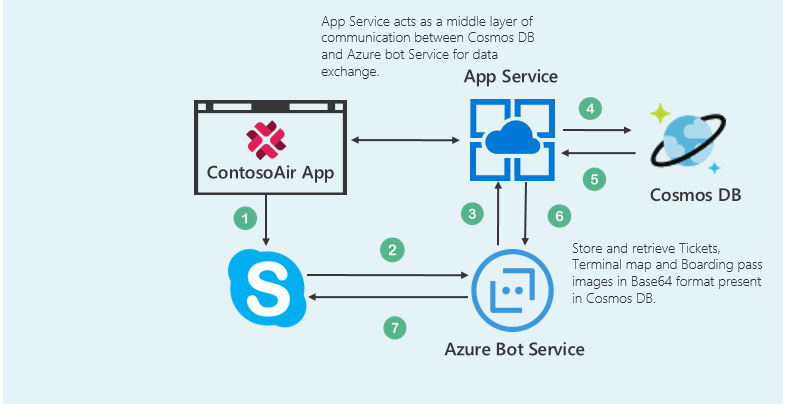 App Service acts as a middle layer of
communication between Cosmos DB
and Azure bot Service for data
exchange.
App Service
4
ContosoAir App
5
Cosmos DB
1
3
6
2
Store and retrieve Tickets,
Terminal map and Boarding pass
images in Base64 format present
in Cosmos DB.
S
7
Azure Bot Service